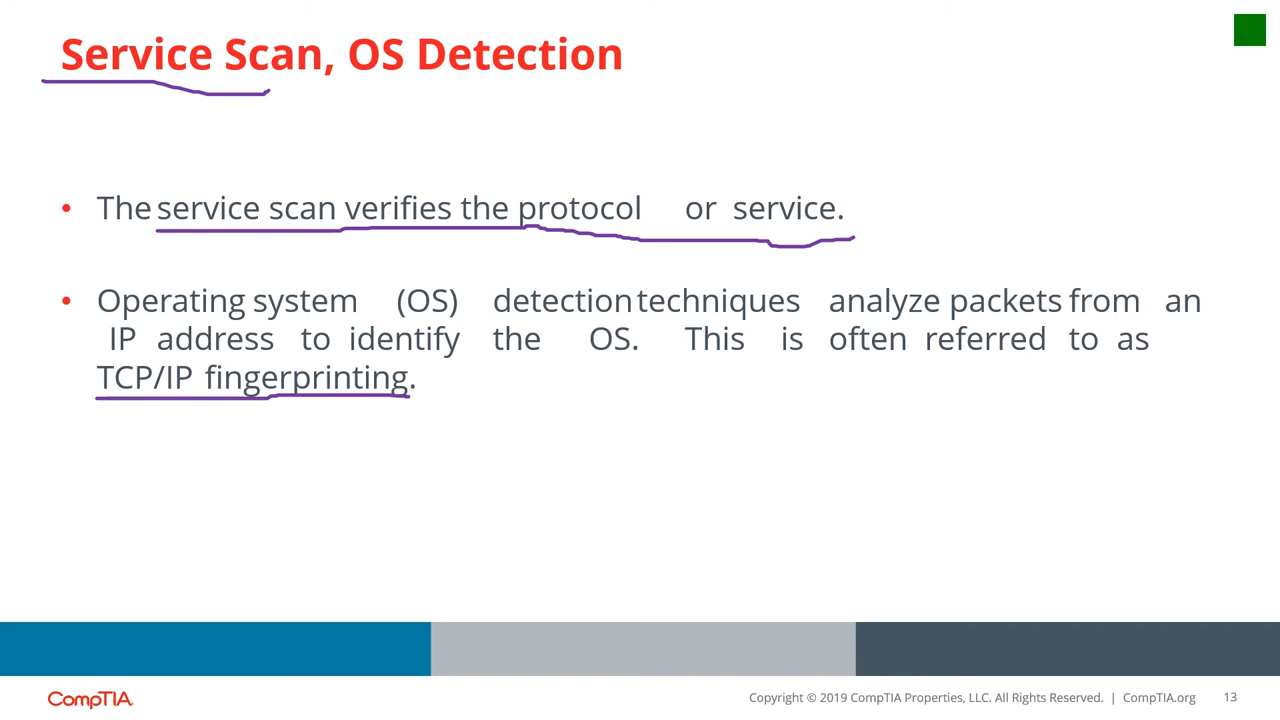 Service Scan, OS Detection
• The service scan verifies the protocol or service.
• Operating system (OS) detection techniques analyze packets from an
IP address to identify the OS. This is often referred to as
TCP/IP fingerprinting.
CompTIA. Copyright © 2019 CompTIA Properties, LLC. All Rights Reserved. | CompTIA.org 13